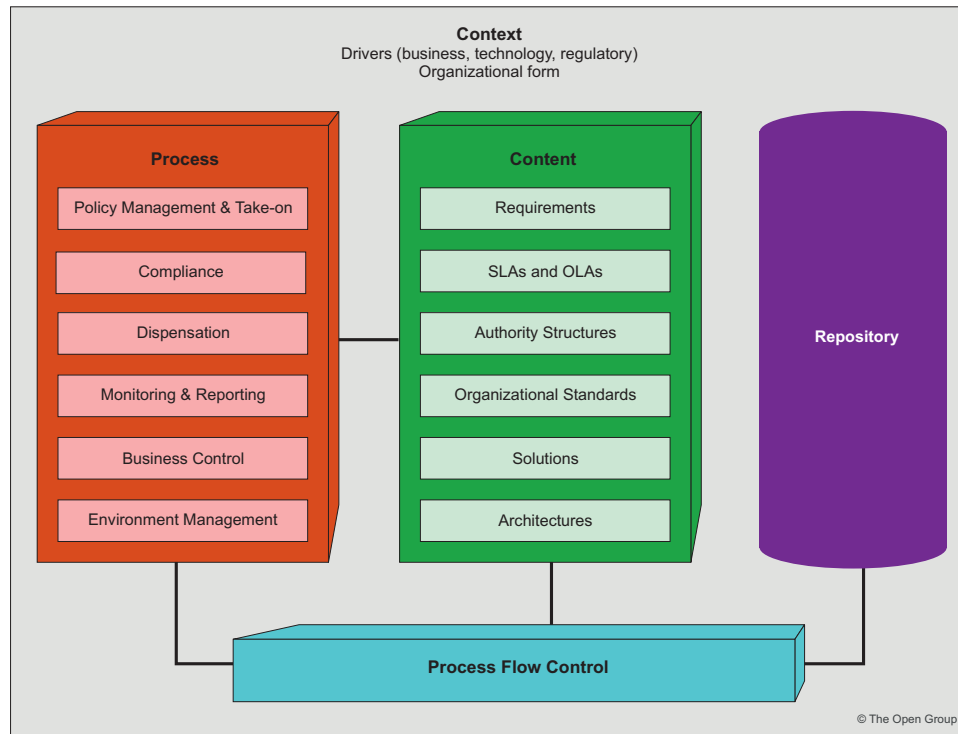 Context
Drivers (business, technology, regulatory)
Organizational form
Process
Policy Management & Take-on
Compliance
Dispensation
Monitoring & Reporting
Business Control
Environment Management
Content
Requirements
SLAs and OLAs
Authority Structures
Organizational Standards
Solutions
Architectures
Repository
Process Flow Control
© The Open Group